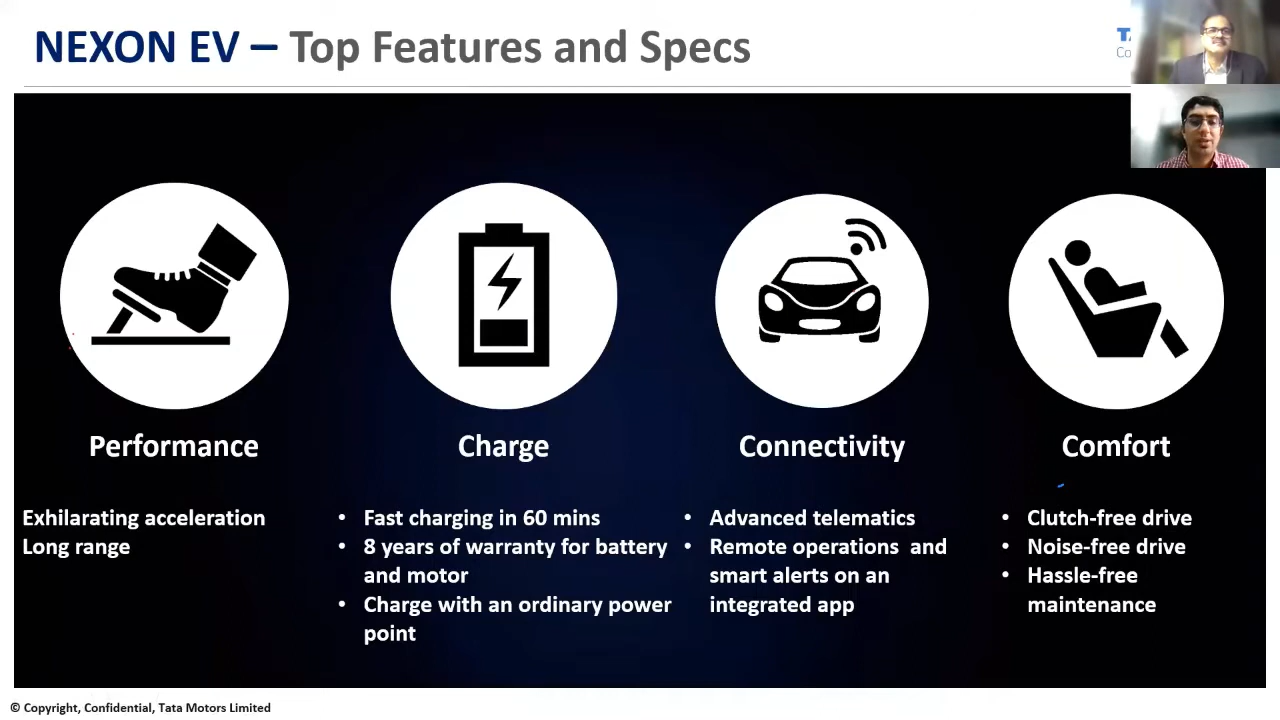 NEXON EV – Top Features and Specs
Performance
Exhilarating acceleration
Long range
Charge
• Fast charging in 60 mins
• 8 years of warranty for battery
and motor
• Charge with an ordinary power
point
Connectivity
• Advanced telematics
• Remote operations and
smart alerts on an
integrated app
Comfort
• Clutch-free drive
• Noise-free drive
• Hassle-free
maintenance
© Copyright, Confidential, Tata Motors Limited